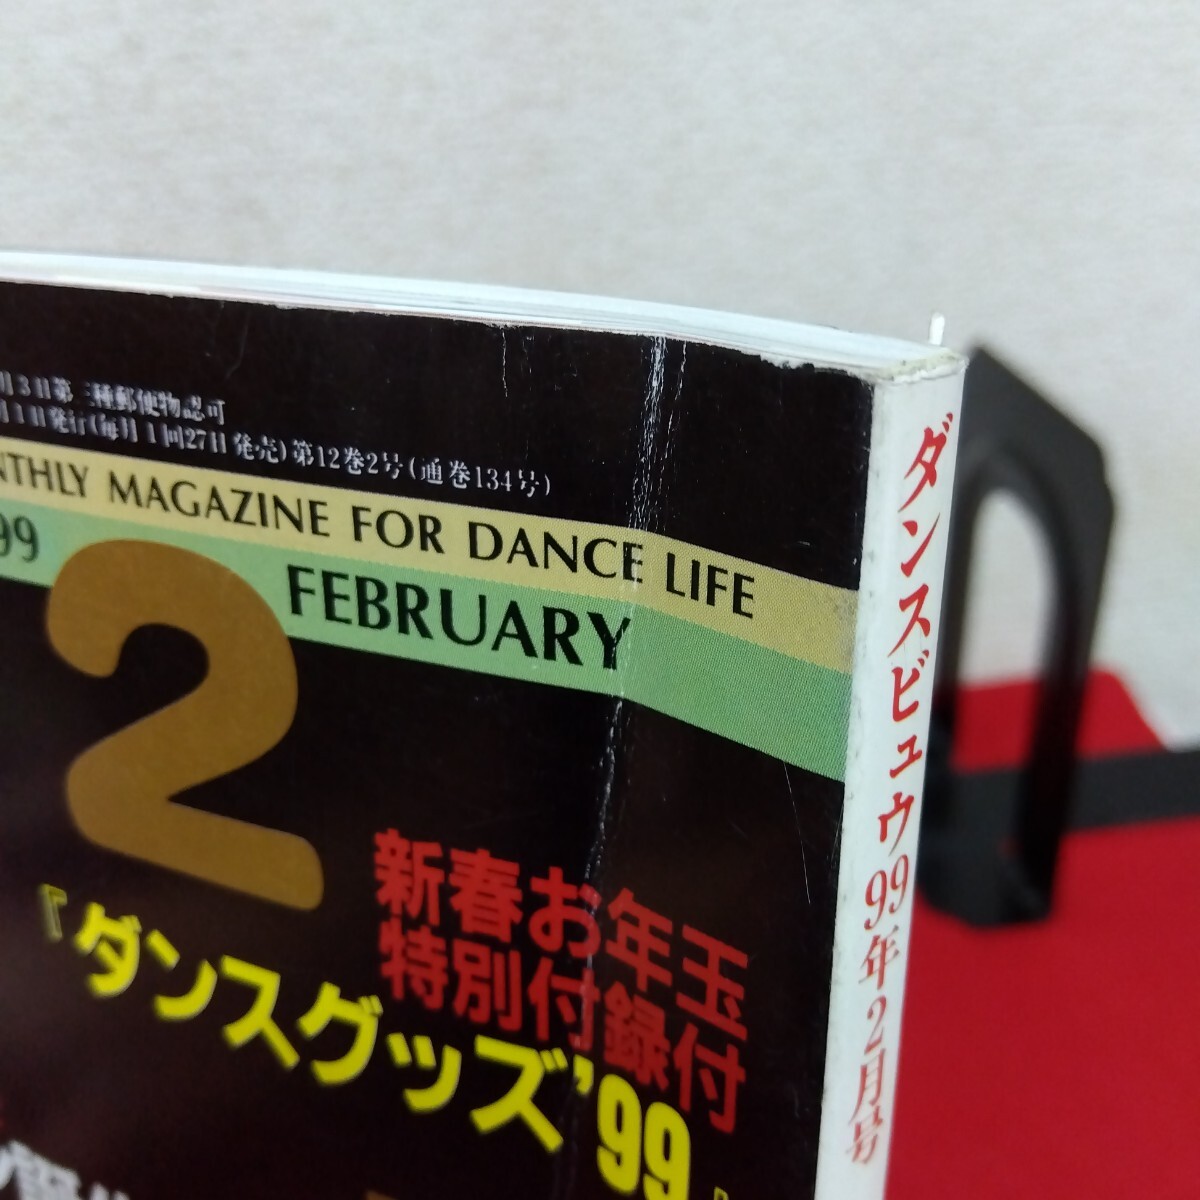 月3日第三種郵便物認可
月1日発行(毎月1回27日発売)第12巻2号(通巻134号)
NTHLY MAGAZINE FOR DANCE LIFE
99
FEBRUARY
2
新春お年玉
特別付録付
『ダンスグッズ'99
ダンスビュウ99年2月号